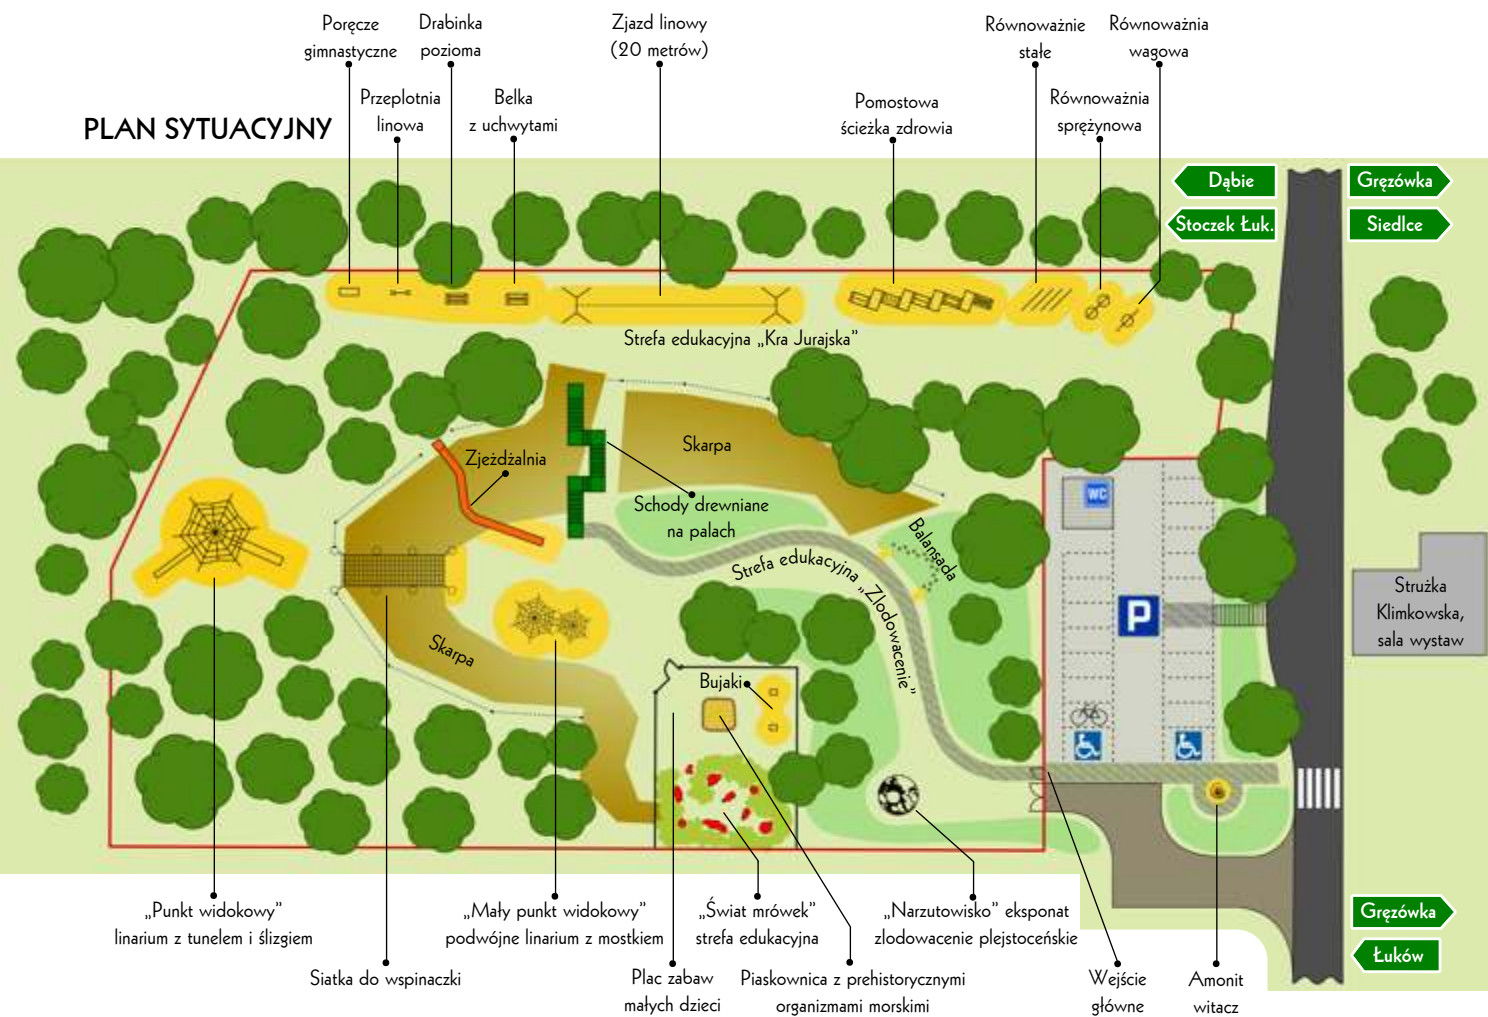 Poręcze
gimnastyczne
Drabinka
pozioma
Zjazd linowy
(20 metrów)
Równoważnie
stałe
Równoważnia
wagowa
Przeplotnia
linowa
Belka
z uchwytami
Pomostowa
ścieżka zdrowia
Równoważnia
sprężynowa
PLAN SYTUACYJNY
Dąbie
Gręzówka
Stoczek Łuk.
Siedlce
Strefa edukacyjna „Kra Jurajska”
Zjeżdżalnia
Skarpa
Schody drewniane
na palach
WC
Balansada
Strefa edukacyjna „Zlodowacenie”
P
Strużka
Klimkowska,
sala wystaw
Skarpa
Bujaki
„Punkt widokowy”
linarium z tunelem i ślizgiem
„Mały punkt widokowy”
podwójne linarium z mostkiem
„Świat mrówek”
strefa edukacyjna
„Narzutowisko” eksponat
zlodowacenie plejstoceńskie
Gręzówka
Łuków
Siatka do wspinaczki
Plac zabaw
małych dzieci
Piaskownica z prehistorycznymi
organizmami morskimi
Wejście
główne
Amonit
witacz